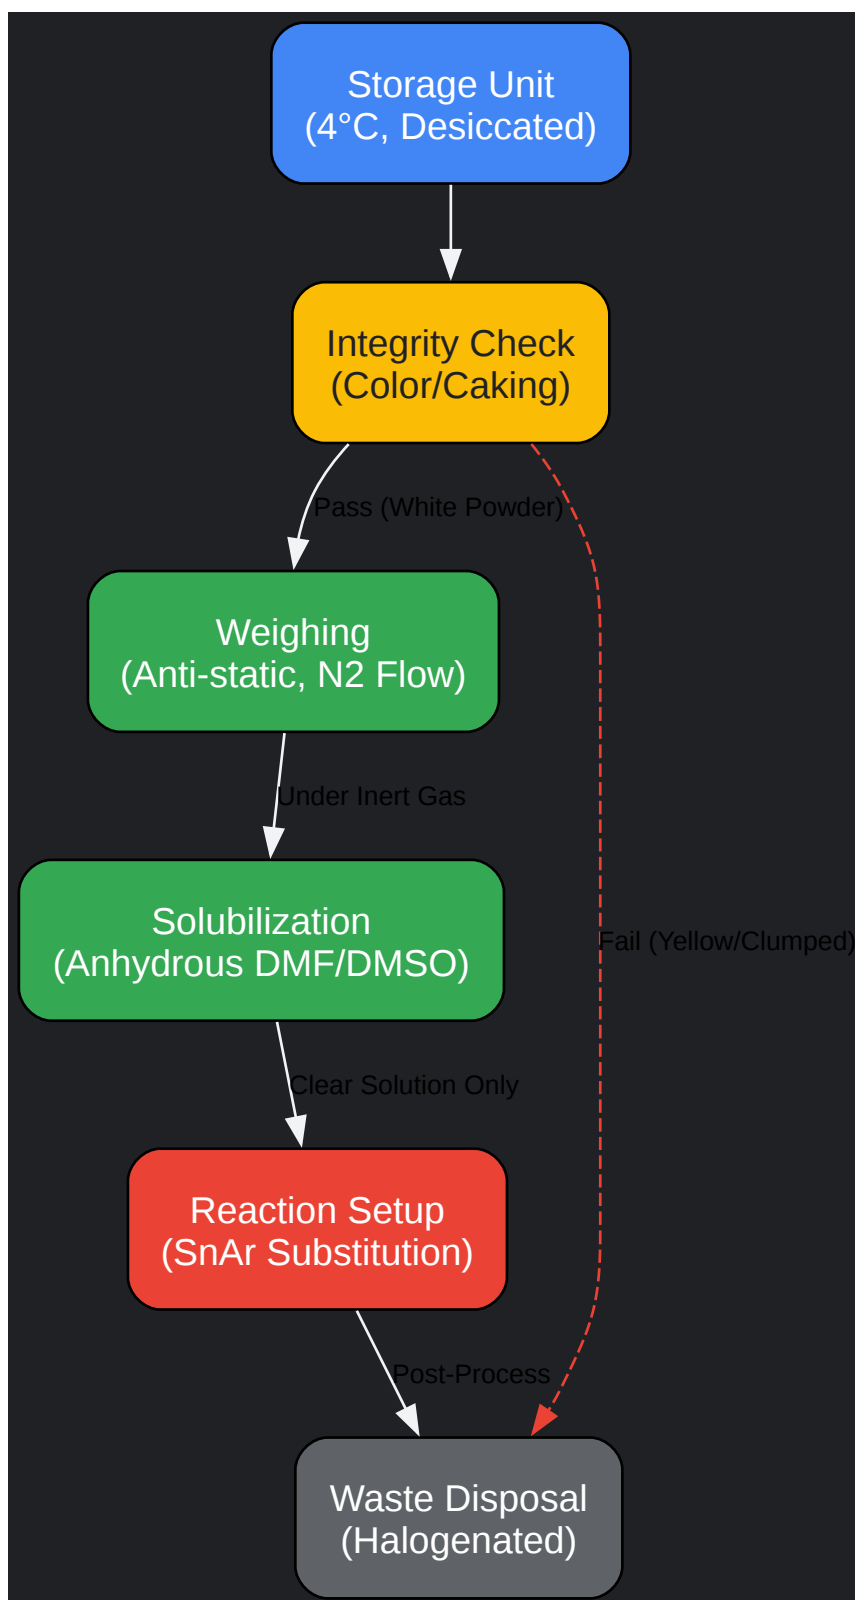 Storage Unit
(4°C, Desiccated)
Integrity Check
(Color/Caking)
Pass (White Powder)
Weighing
(Anti-static, N2 Flow)
Under Inert Gas
Solubilization
(Anhydrous DMF/DMSO)
Fail (Yellow/Clumped)
Clear Solution Only
Reaction Setup
(SnAr Substitution)
Post-Process
Waste Disposal
(Halogenated)